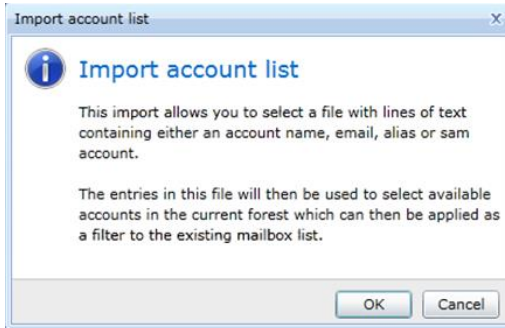 Import account list
X
Import account list
This import allows you to select a file with lines of text
containing either an account name, email, alias or sam
account.
The entries in this file will then be used to select available
accounts in the current forest which can then be applied as
a filter to the existing mailbox list.
OK Cancel